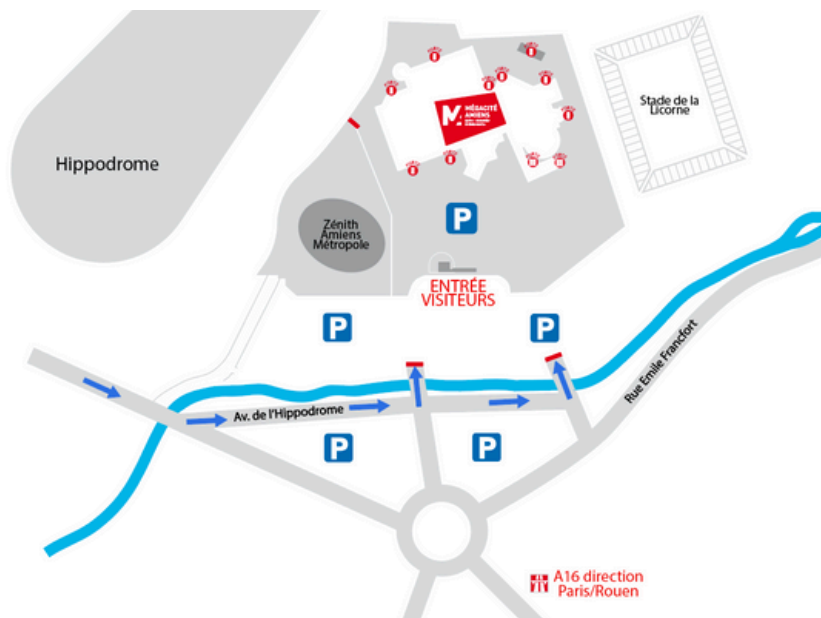 MÉGACITÉ
AMIENS
Stade de la
Licorne
Hippodrome
Zénith
Amiens
Métropole
P
ENTRÉE
VISITEURS
P
P
Rue Emile Francfort
Av. de l'Hippodrome
P
P
A16 direction
Paris/Rouen